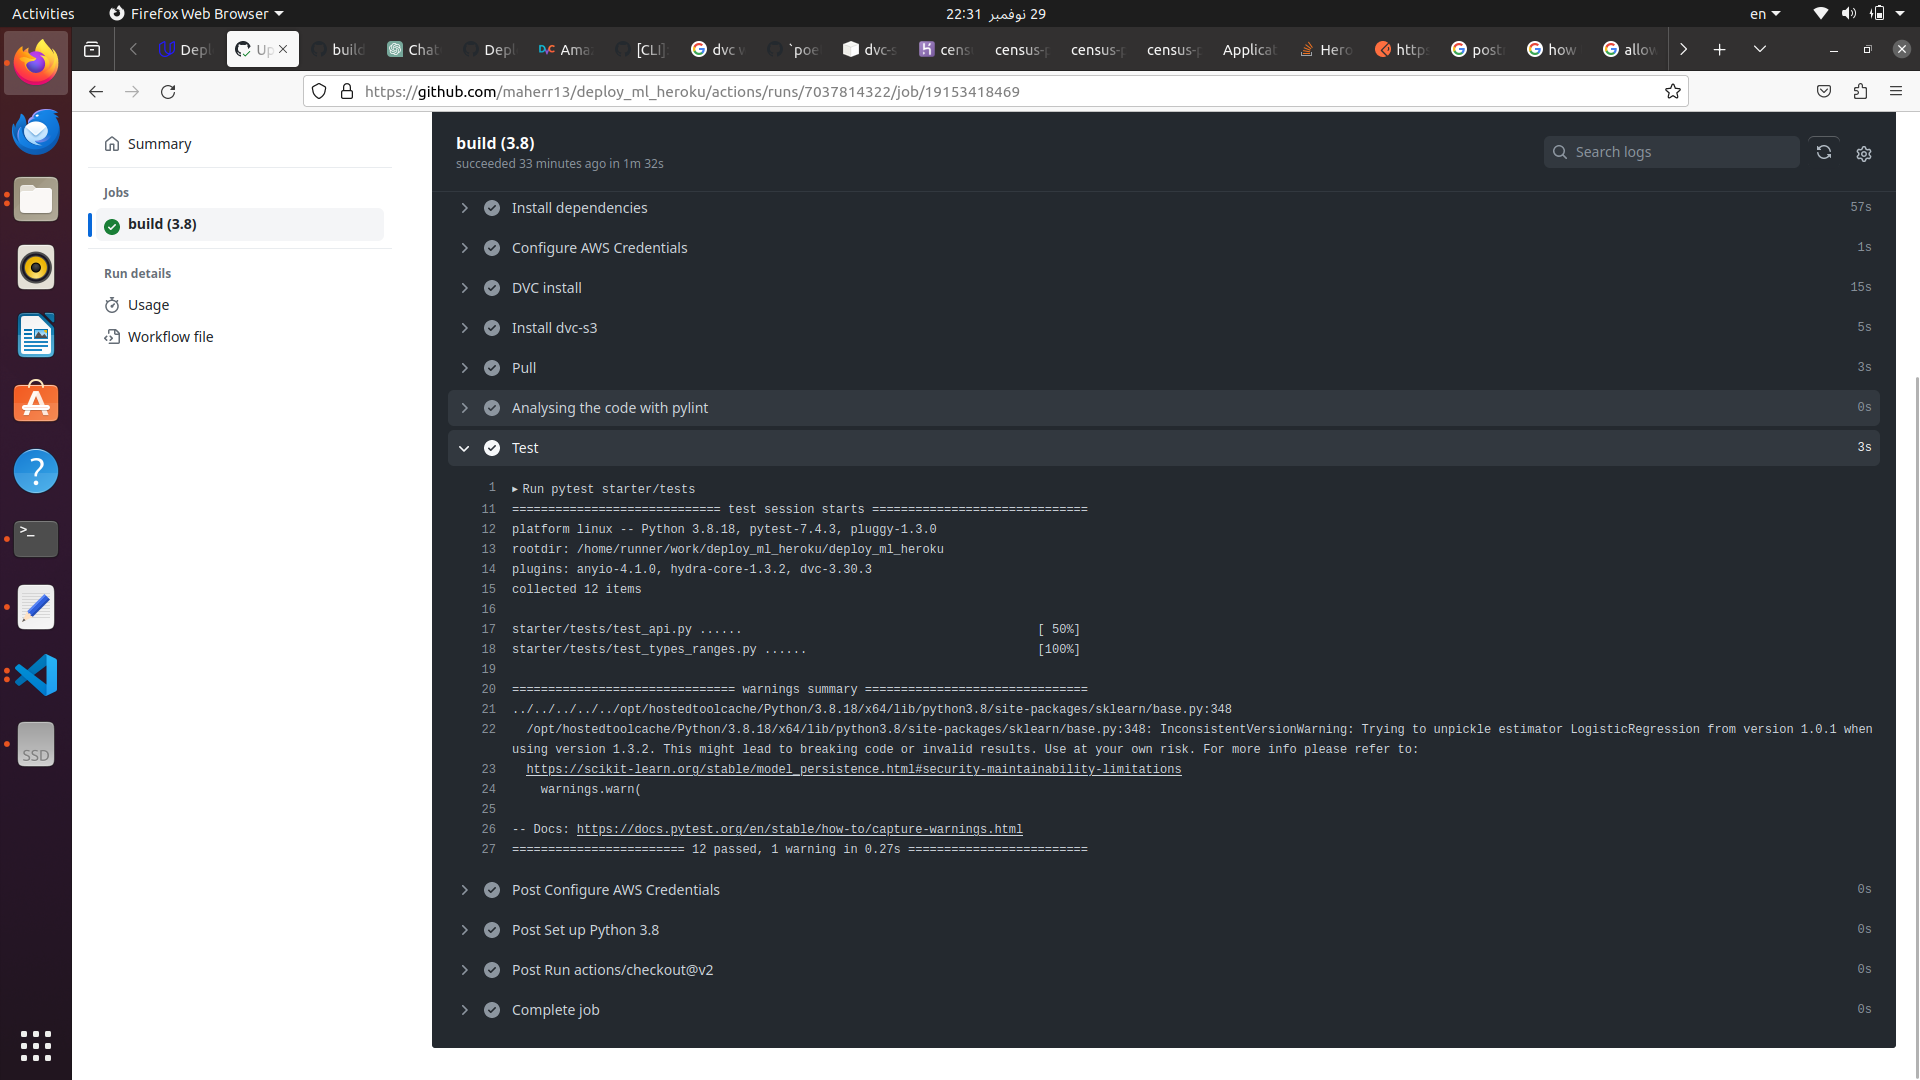 Activities
Firefox Web Browser
29 نوفمبر 22:31
en
Depl
Up
build
Chat
Depl
DVC Ama
[CLI]:
dvc w
`poe
dvc-s
cens
census-p
census-p
census-p
Applicat
Hero
https
post
how
allow
https://github.com/maherr13/deploy_ml_heroku/actions/runs/7037814322/job/19153418469
Summary
Jobs
build (3.8)
Run details
Usage
Workflow file
build (3.8)
succeeded 33 minutes ago in 1m 32s
Search logs
Install dependencies 57s
Configure AWS Credentials 1s
DVC install 15s
Install dvc-s3 5s
Pull 3s
Analysing the code with pylint 0s
Test 3s
1 Run pytest starter/tests
11 ============================= test session starts ==============================
12 platform linux -- Python 3.8.18, pytest-7.4.3, pluggy-1.3.0
13 rootdir: /home/runner/work/deploy_ml_heroku/deploy_ml_heroku
14 plugins: anyio-4.1.0, hydra-core-1.3.2, dvc-3.30.3
15 collected 12 items
16
17 starter/tests/test_api.py ...... [ 50%]
18 starter/tests/test_types_ranges.py ...... [100%]
19
20 =============================== warnings summary ===============================
21 ../../../../../opt/hostedtoolcache/Python/3.8.18/x64/lib/python3.8/site-packages/sklearn/base.py:348
22 /opt/hostedtoolcache/Python/3.8.18/x64/lib/python3.8/site-packages/sklearn/base.py:348: InconsistentVersionWarning: Trying to unpickle estimator LogisticRegression from version 1.0.1 when
using version 1.3.2. This might lead to breaking code or invalid results. Use at your own risk. For more info please refer to:
23 https://scikit-learn.org/stable/model_persistence.html#security-maintainability-limitations
24 warnings.warn(
25
26 -- Docs: https://docs.pytest.org/en/stable/how-to/capture-warnings.html
27 ======================== 12 passed, 1 warning in 0.27s =========================
Post Configure AWS Credentials 0s
Post Set up Python 3.8 0s
Post Run actions/checkout@v2 0s
Complete job 0s
SSD